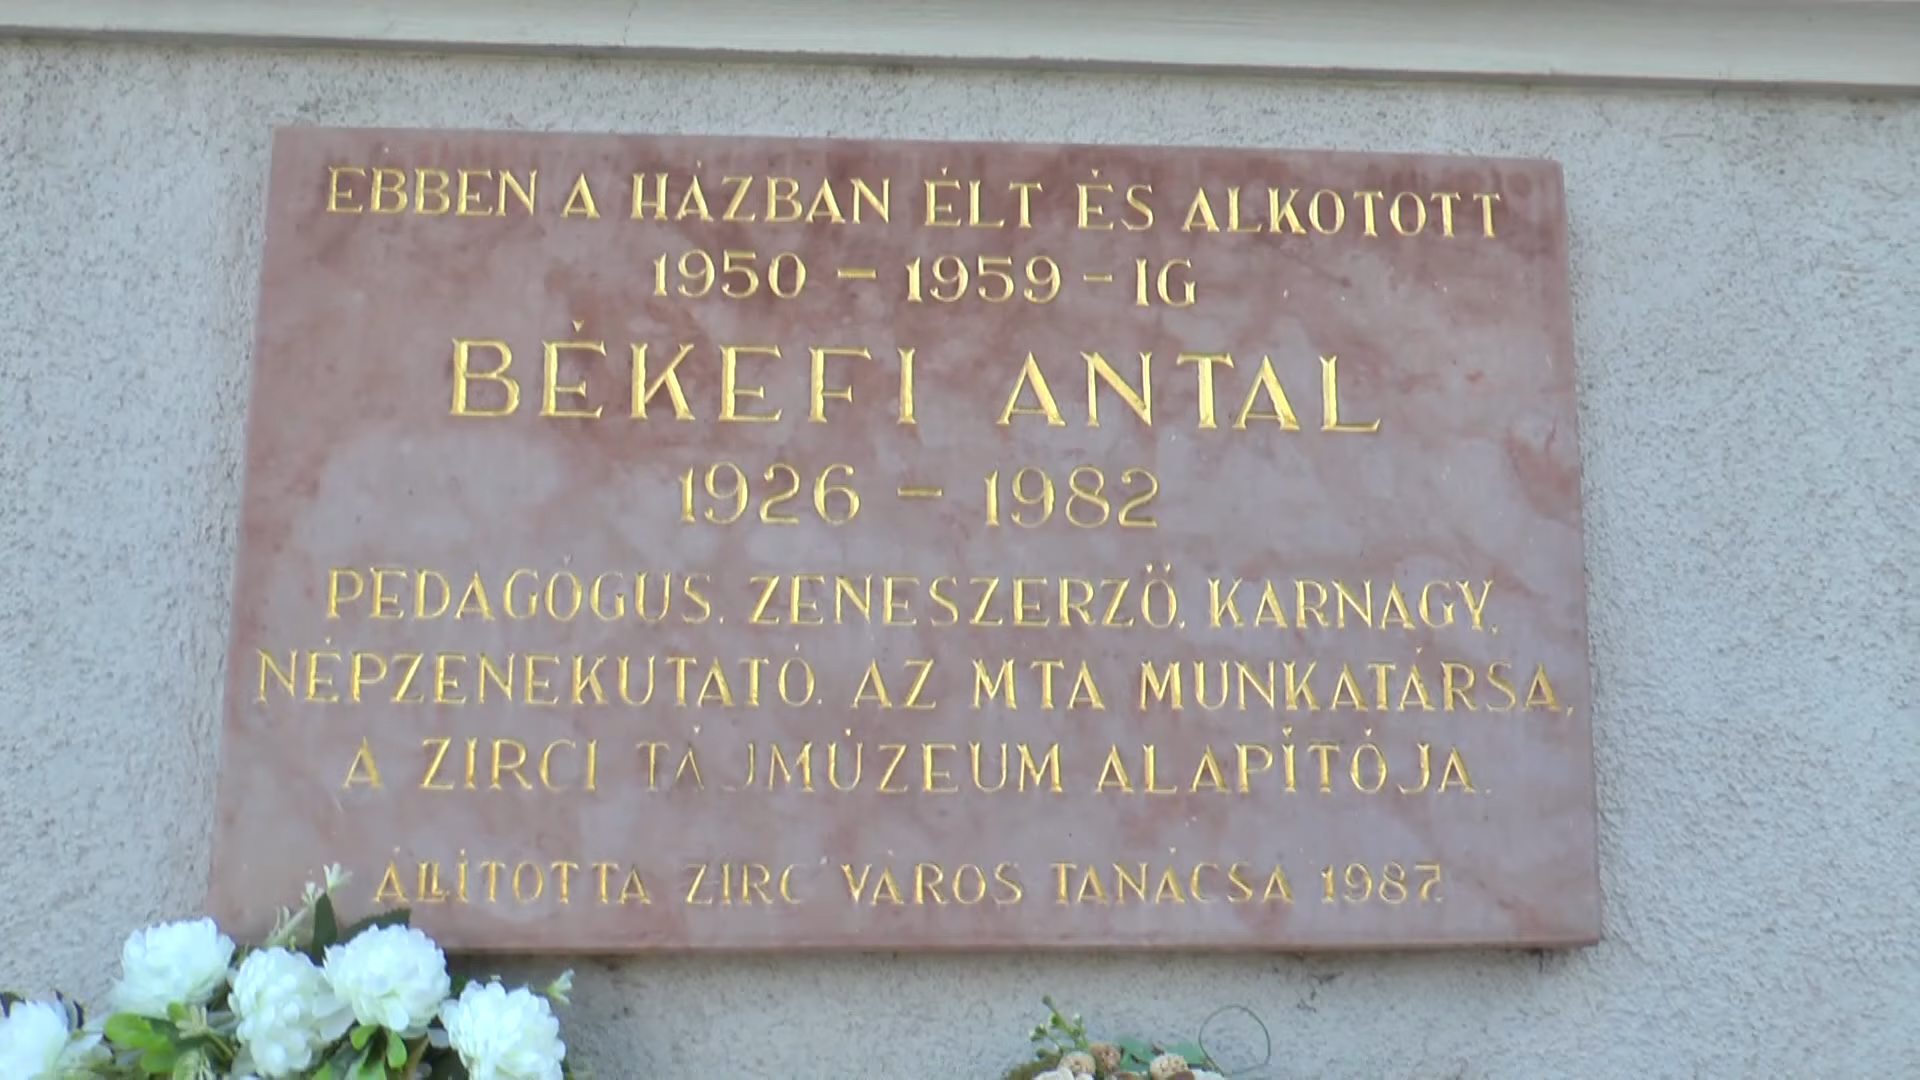 EBBEN A HÁZBAN ÉLT ÉS ALKOTOTT
1950 – 1959 – IG
BÉKEFI ANTAL
1926 – 1982
PEDAGÓGUS, ZENESZERZŐ, KARNAGY,
NÉPZENEKUTATÓ, AZ MTA MUNKATÁRSA,
A ZIRCI TÁJMÚZEUM ALAPÍTÓJA.
ÁLLÍTOTTA ZIRC VÁROS TANÁCSA 1987.